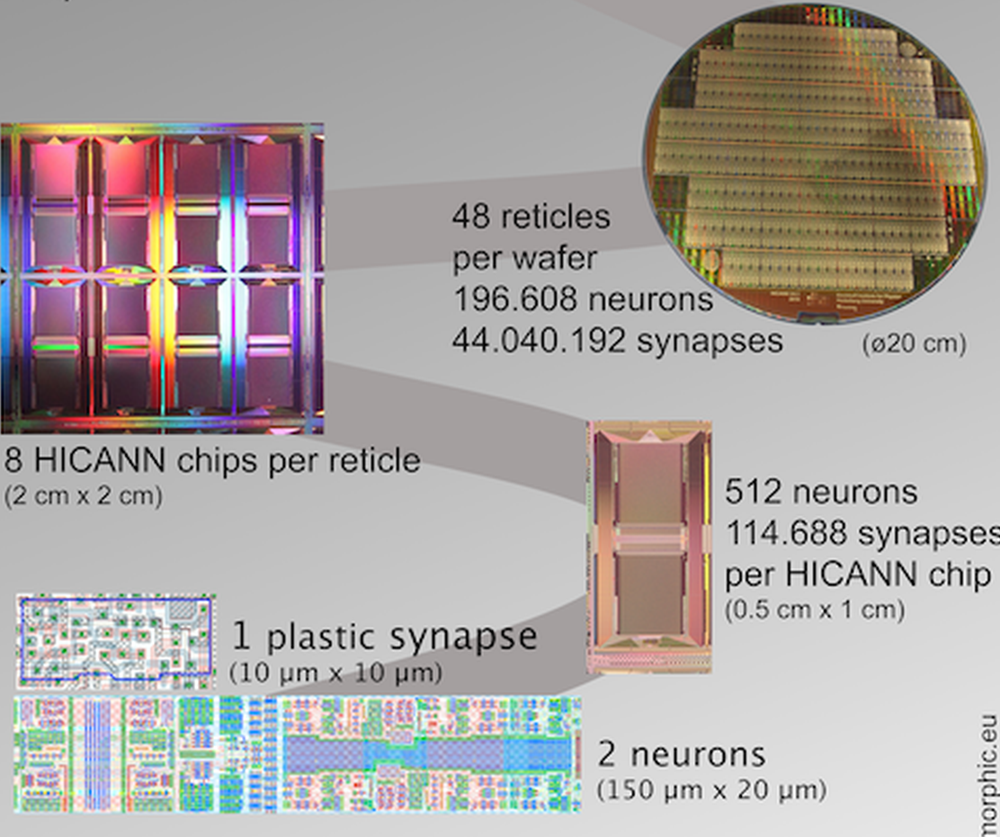 48 reticles
per wafer
196.608 neurons
44.040.192 synapses
(ø20 cm)
8 HICANN chips per reticle
(2 cm x 2 cm)
512 neurons
114.688 synapses
per HICANN chip
(0.5 cm x 1 cm)
1 plastic synapse
(10 µm x 10 µm)
2 neurons
(150 µm x 20 µm)
morphic.eu